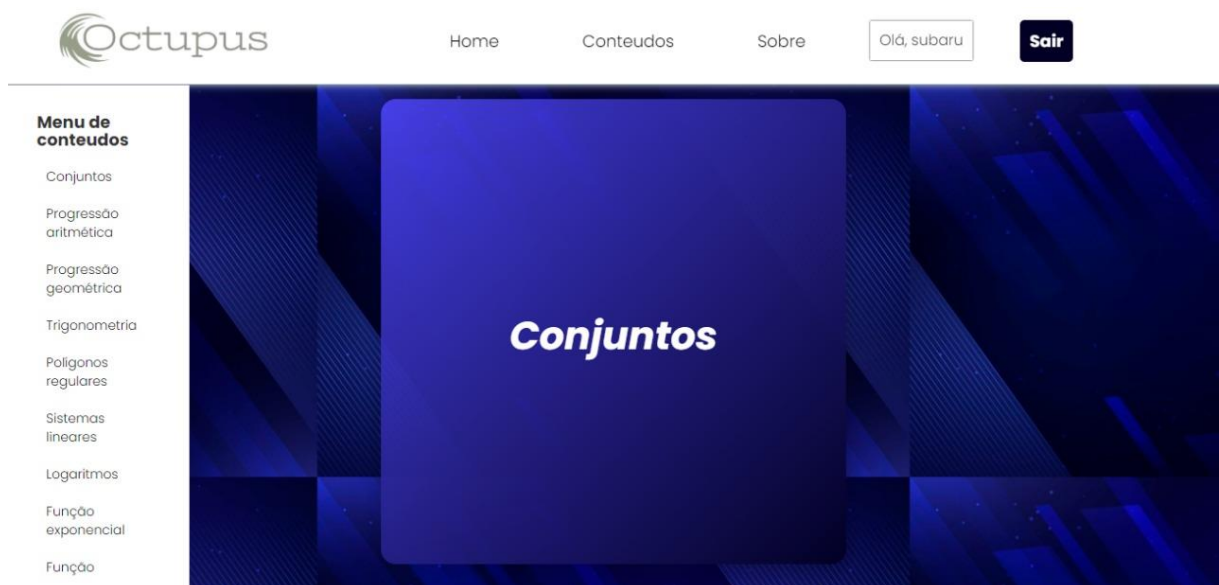 Octupus
Home
Conteudos
Sobre
Olá, subaru
Sair
Menu de
conteudos
Conjuntos
Progressão
aritmética
Progressão
geométrica
Trigonometria
Poligonos
regulares
Sistemas
lineares
Logaritmos
Função
exponencial
Função
Conjuntos